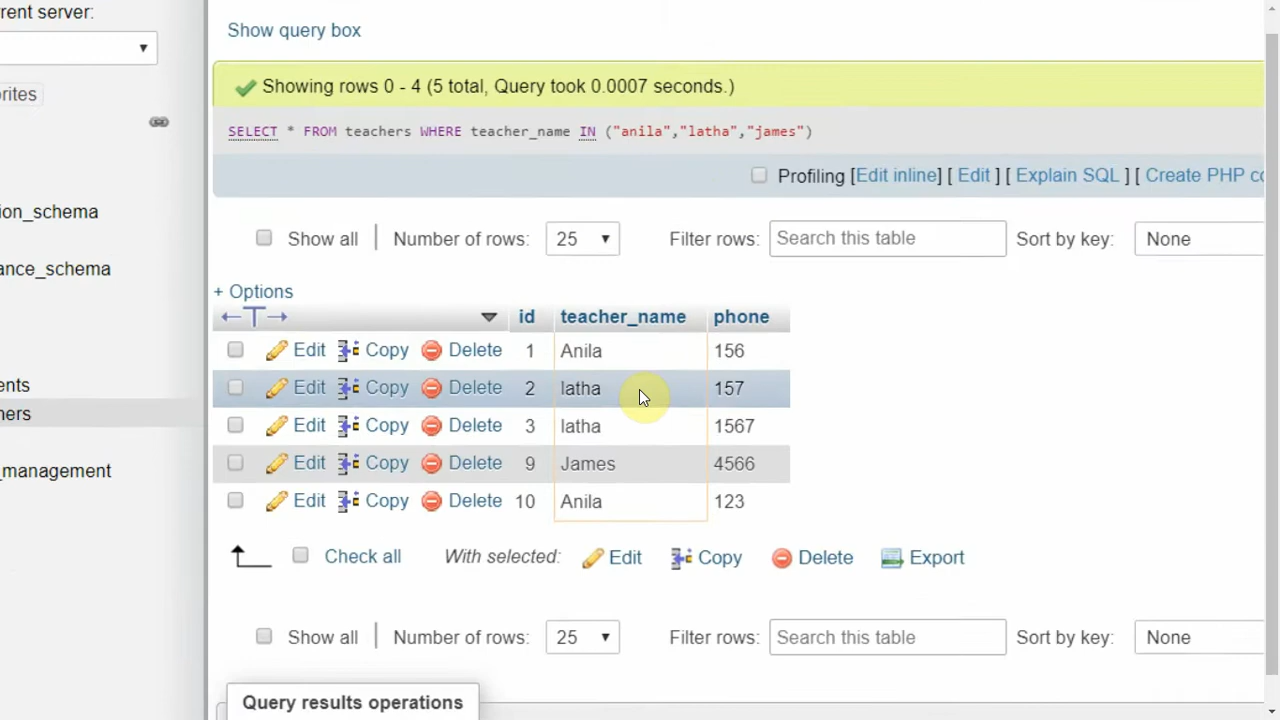 rrent server:
Show query box
Showing rows 0 - 4 (5 total, Query took 0.0007 seconds.)
rites
SELECT * FROM teachers WHERE teacher_name IN ("anila","latha","james")
Profiling [Edit inline] [ Edit ] [ Explain SQL ] [ Create PHP co
ion_schema
Show all Number of rows: 25 Filter rows: Search this table Sort by key: None
ance_schema
+ Options
id teacher_name phone
Edit Copy Delete 1 Anila 156
Edit Copy Delete 2 latha 157
ents
Edit Copy Delete 3 latha 1567
ers
Edit Copy Delete 9 James 4566
_management
Edit Copy Delete 10 Anila 123
Check all With selected: Edit Copy Delete Export
Show all Number of rows: 25 Filter rows: Search this table Sort by key: None
Query results operations